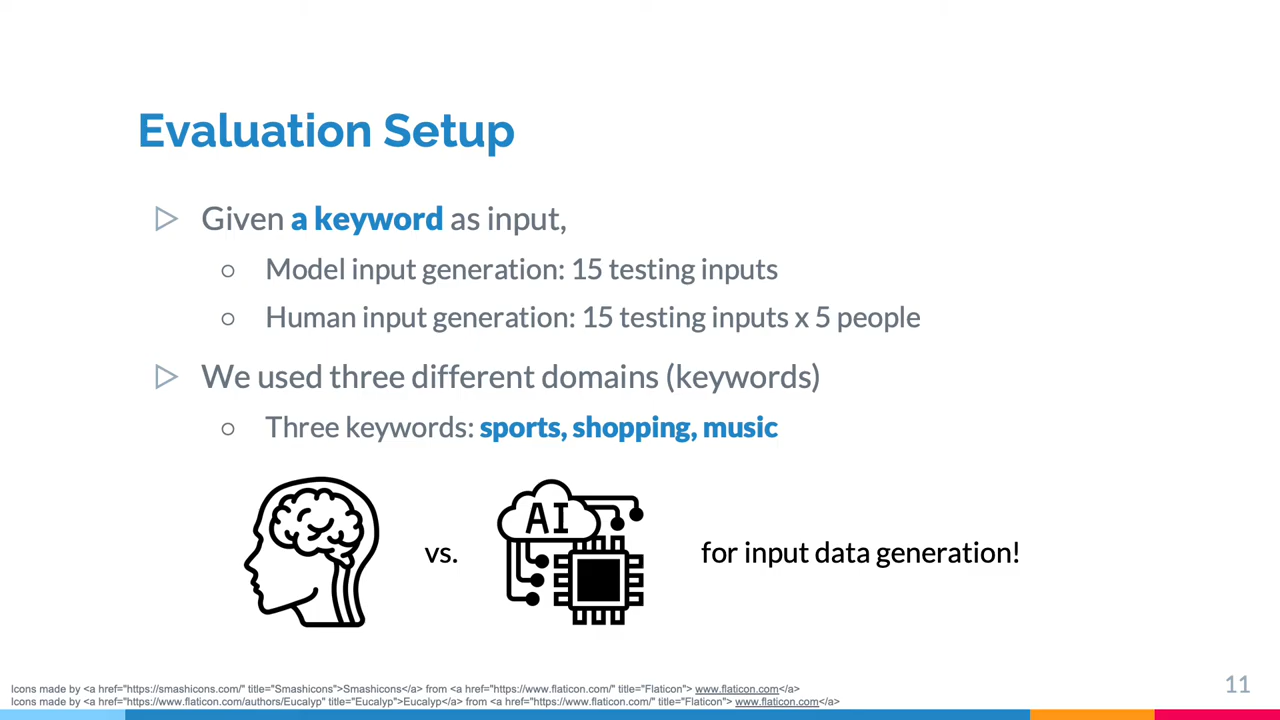 Evaluation Setup
Given a keyword as input,
Model input generation: 15 testing inputs
Human input generation: 15 testing inputs x 5 people
We used three different domains (keywords)
Three keywords: sports, shopping, music
AI
vs.
for input data generation!
Icons made by <a href="https://smashicons.com/" title="Smashicons">Smashicons</a> from <a href="https://www.flaticon.com/" title="Flaticon"> www.flaticon.com</a>
Icons made by <a href="https://www.flaticon.com/authors/Eucalyp" title="Eucalyp">Eucalyp</a> from <a href="https://www.flaticon.com/" title="Flaticon"> www.flaticon.com</a>
11